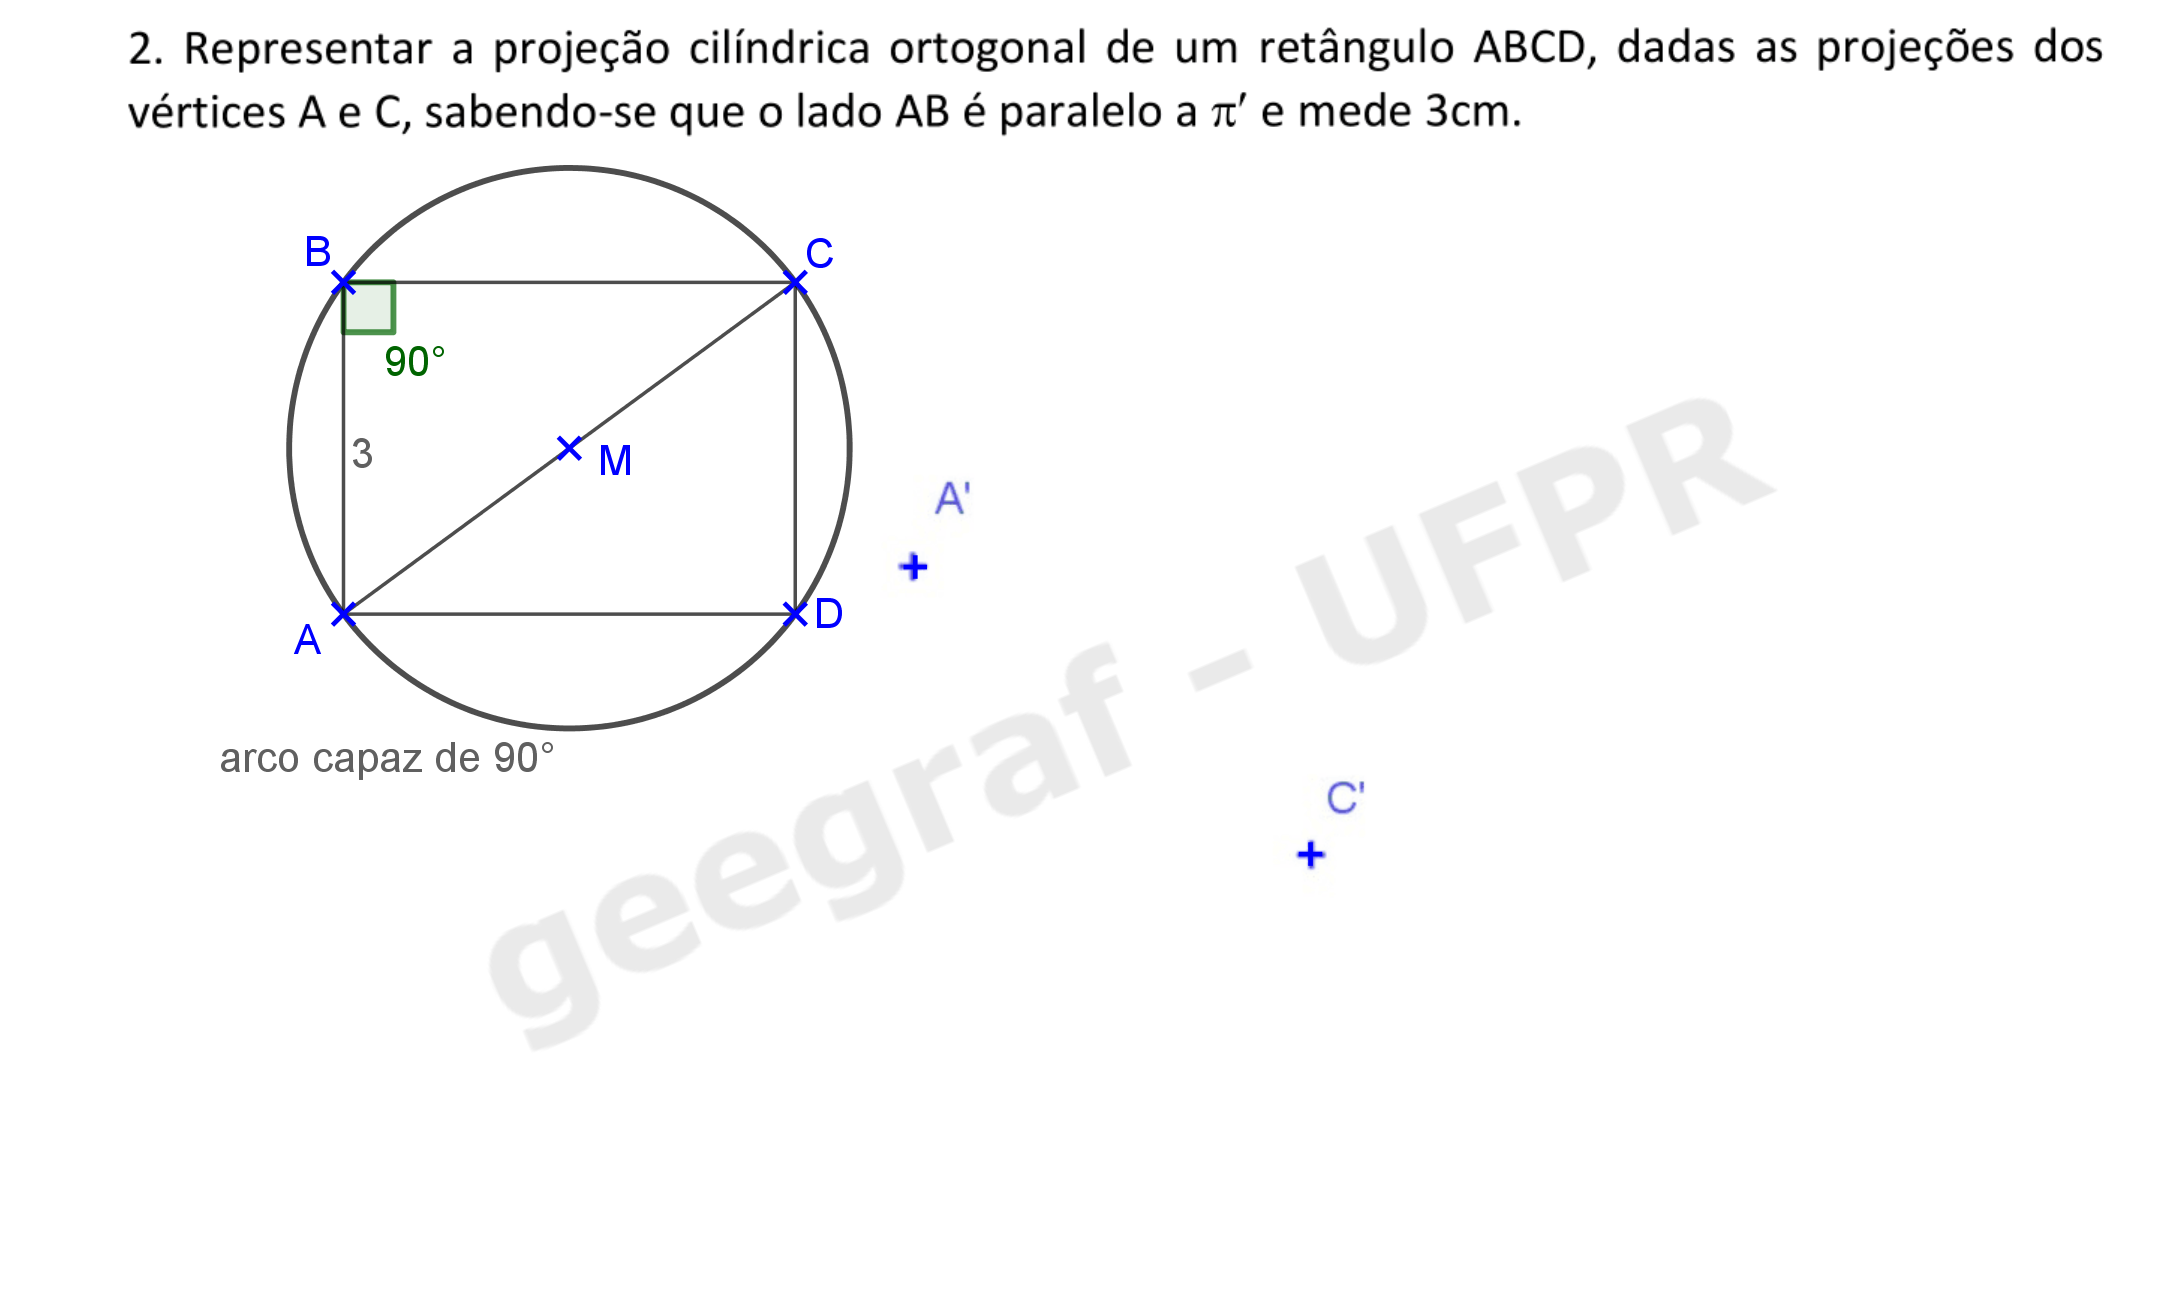 2. Representar a projeção cilíndrica ortogonal de um retângulo ABCD, dadas as projeções dos
vértices A e C, sabendo-se que o lado AB é paralelo a π′ e mede 3cm.
B
C
90°
3
M
A'
A
D
arco capaz de 90°
C'
geegraf - UFPR